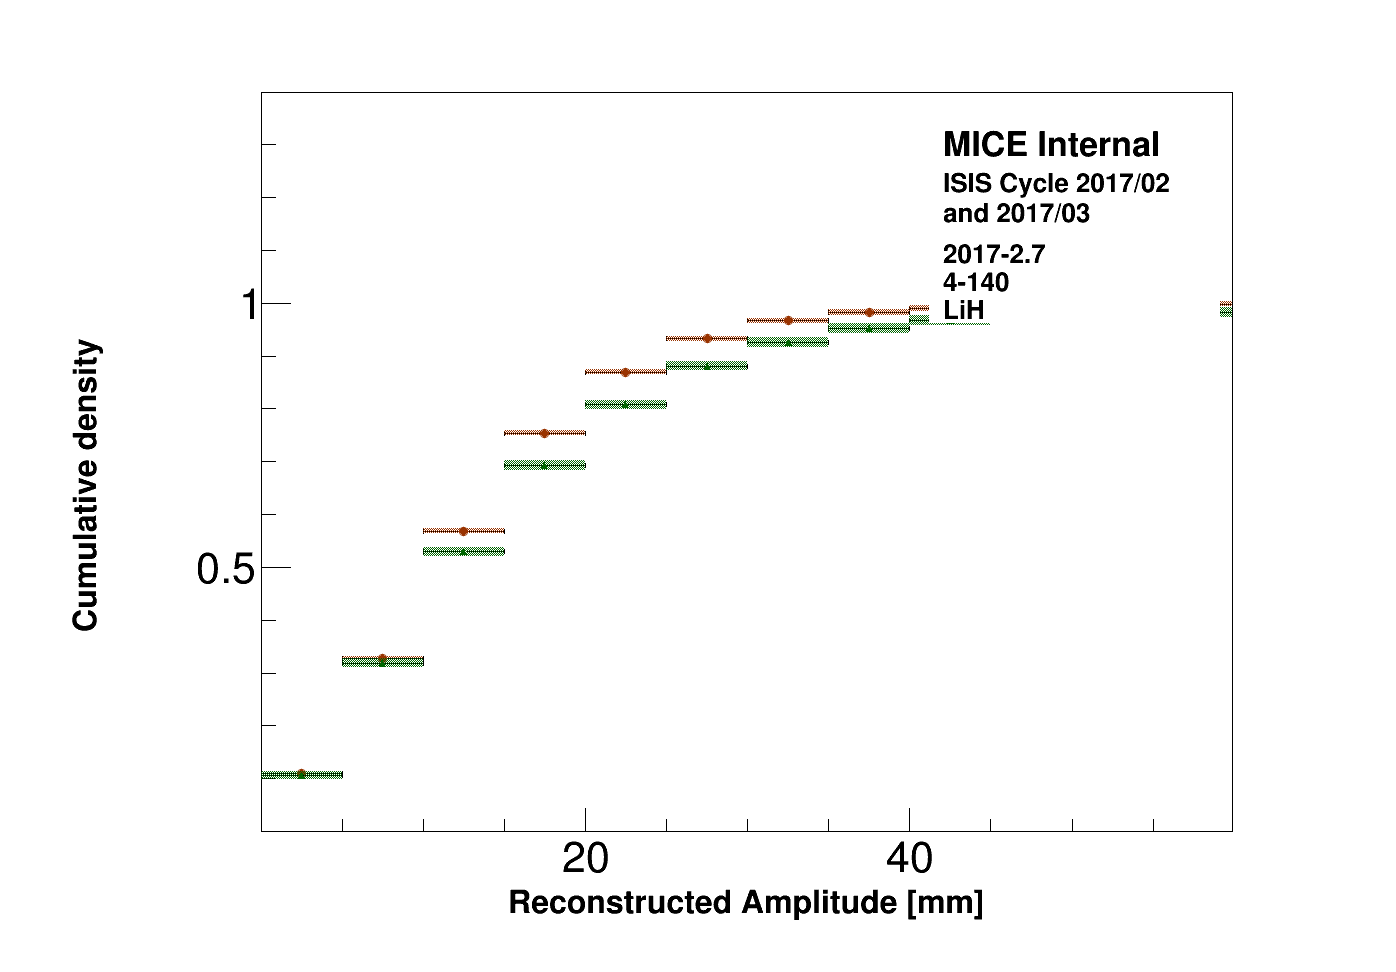 MICE Internal
ISIS Cycle 2017/02
and 2017/03
2017-2.7
4-140
LiH
1
0.5
Cumulative density
20
40
Reconstructed Amplitude [mm]